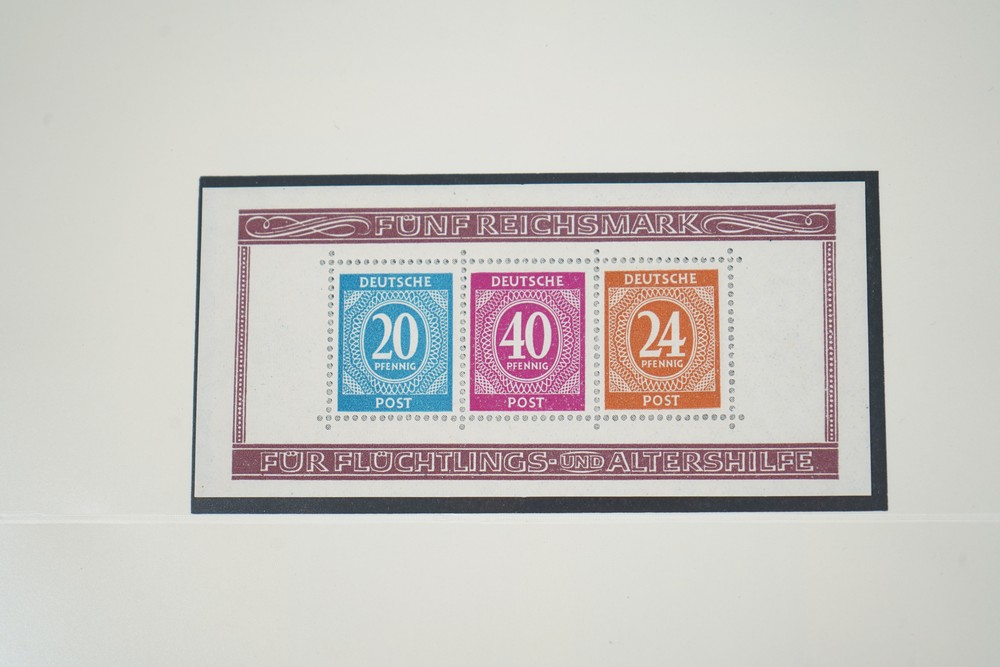 FÜNF REICHSMARK
DEUTSCHE
20
PFENNIG
POST
DEUTSCHE
40
PFENNIG
POST
DEUTSCHE
24
PFENNIG
POST
FÜR FLÜCHTLINGS- UND ALTERSHILFE